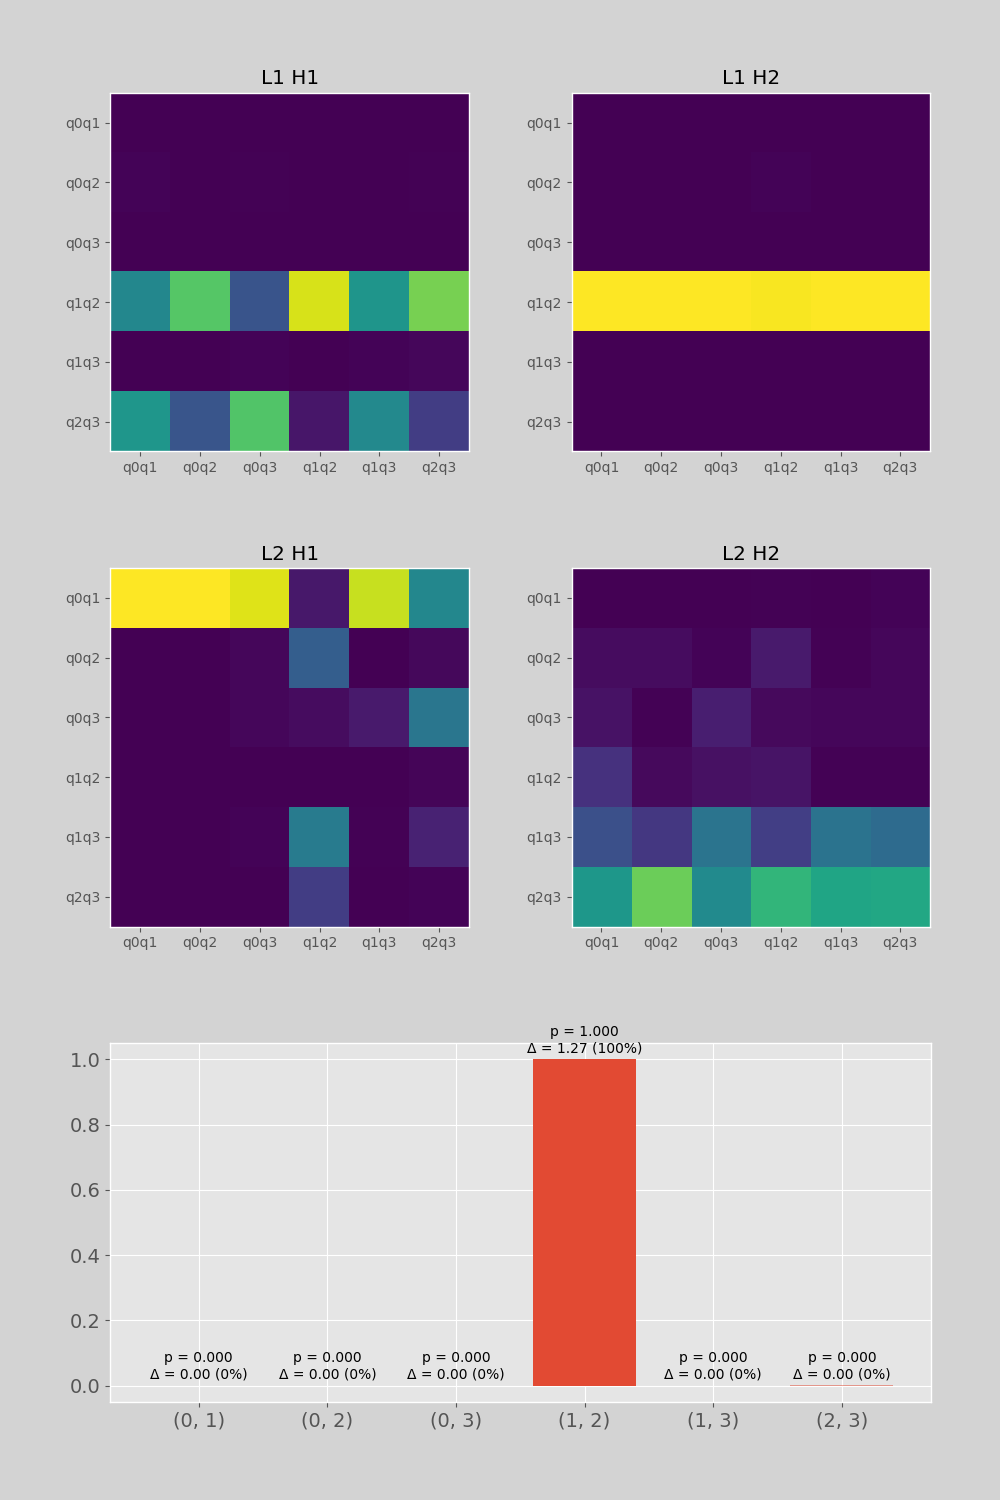 L1 H1
q0q1
q0q2
q0q3
q1q2
q1q3
q2q3
q0q1 q0q2 q0q3 q1q2 q1q3 q2q3
L1 H2
q0q1
q0q2
q0q3
q1q2
q1q3
q2q3
q0q1 q0q2 q0q3 q1q2 q1q3 q2q3
L2 H1
q0q1
q0q2
q0q3
q1q2
q1q3
q2q3
q0q1 q0q2 q0q3 q1q2 q1q3 q2q3
L2 H2
q0q1
q0q2
q0q3
q1q2
q1q3
q2q3
q0q1 q0q2 q0q3 q1q2 q1q3 q2q3
1.0
0.8
0.6
0.4
0.2
0.0
p = 0.000
Δ = 0.00 (0%)
p = 0.000
Δ = 0.00 (0%)
p = 0.000
Δ = 0.00 (0%)
p = 1.000
Δ = 1.27 (100%)
p = 0.000
Δ = 0.00 (0%)
p = 0.000
Δ = 0.00 (0%)
(0, 1) (0, 2) (0, 3) (1, 2) (1, 3) (2, 3)